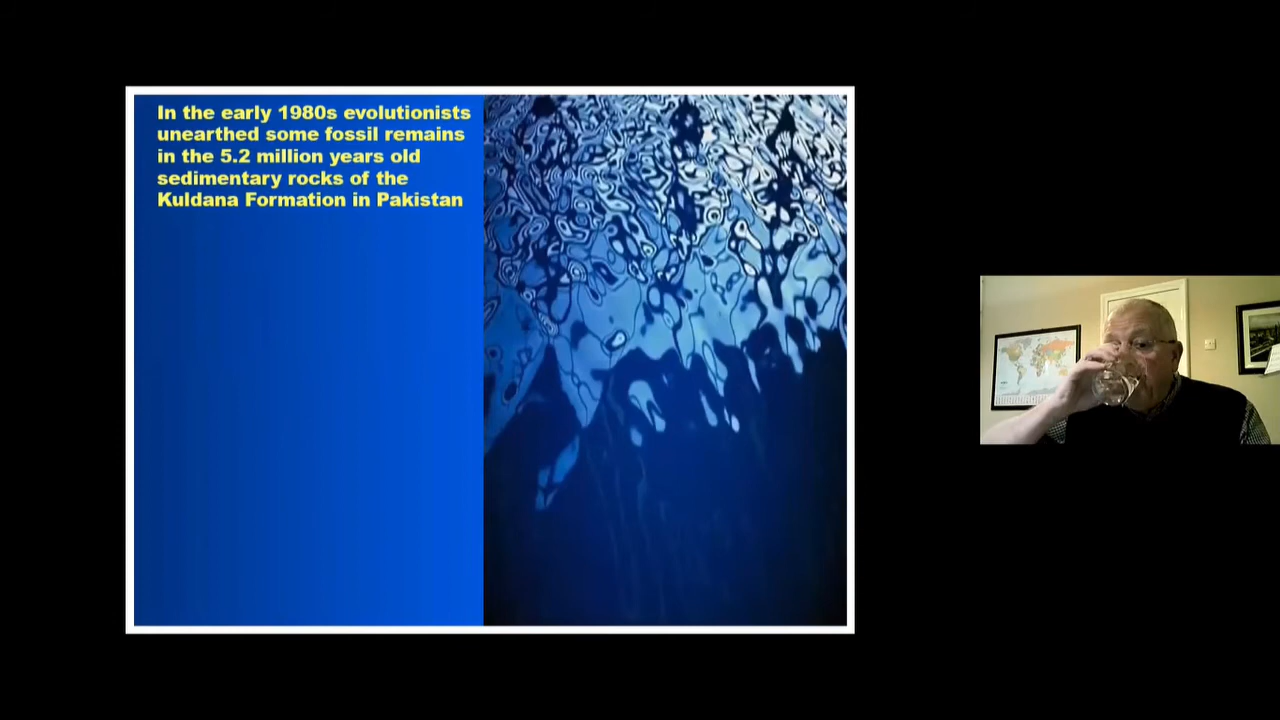 In the early 1980s evolutionists
unearthed some fossil remains
in the 5.2 million years old
sedimentary rocks of the
Kuldana Formation in Pakistan